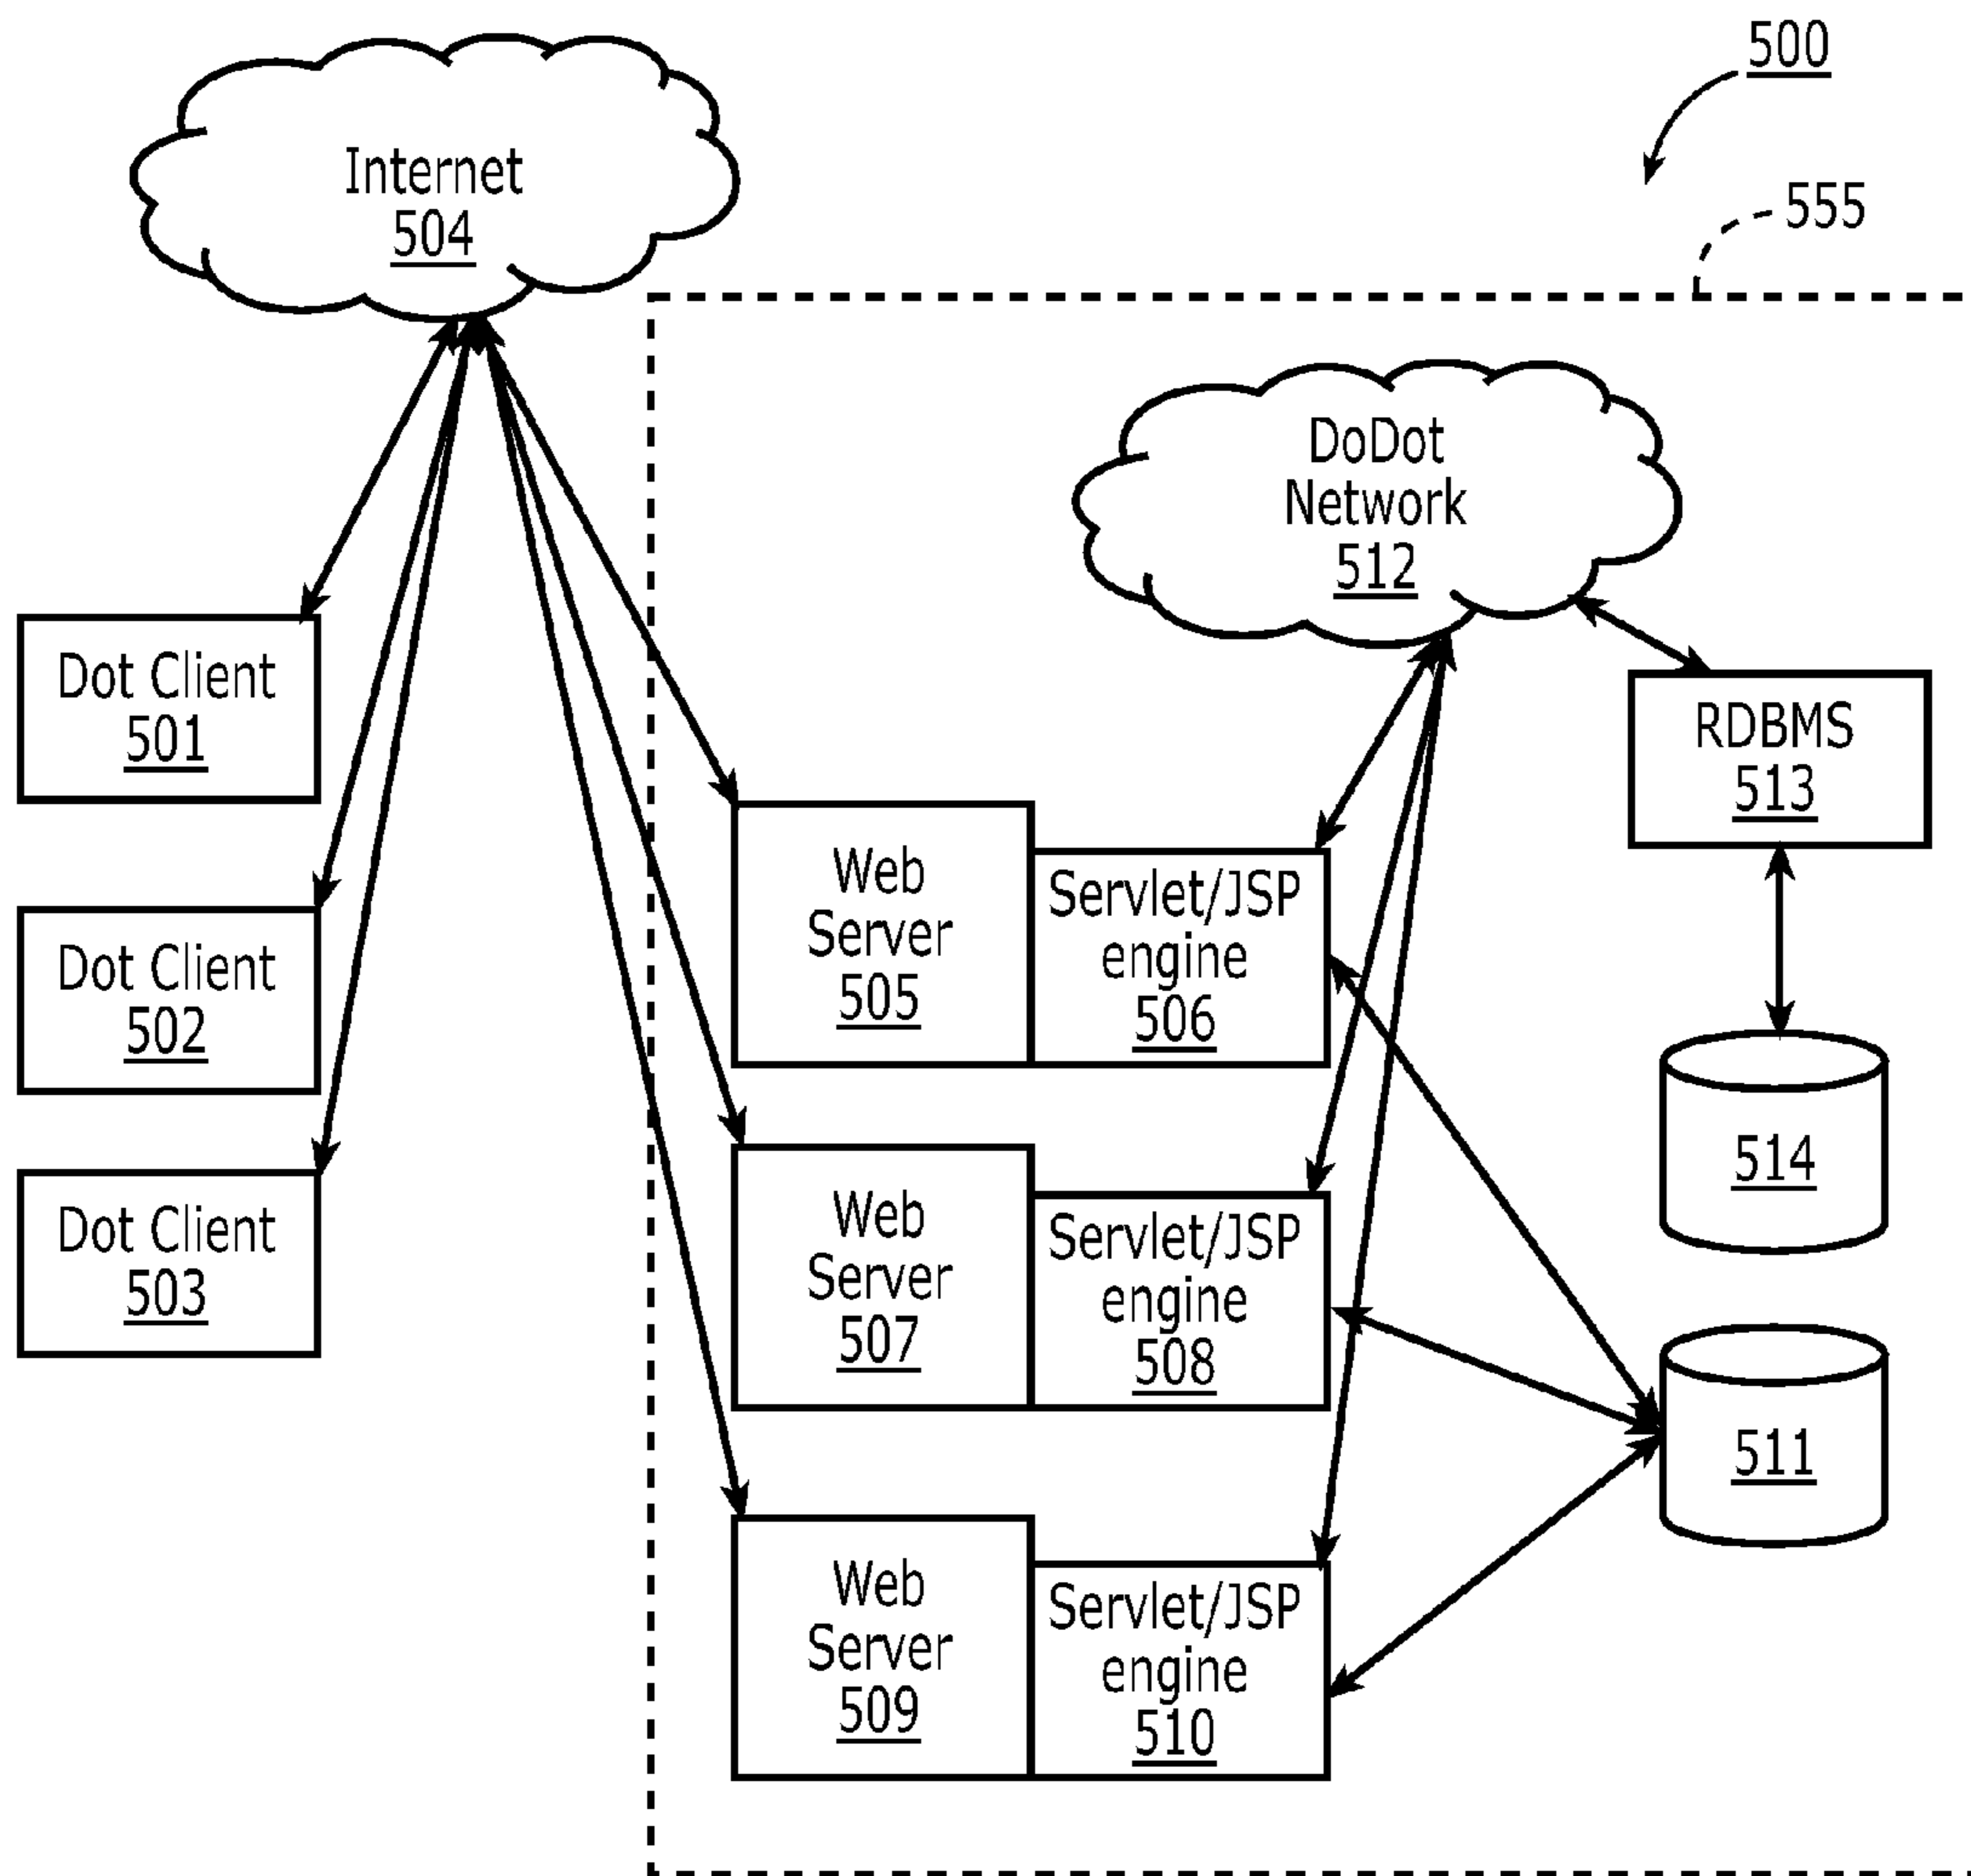 500
555
Internet
504
DoDot
Network
512
Dot Client
501
RDBMS
513
Web
Server
505
Servlet/JSP
engine
506
Dot Client
502
514
Dot Client
503
Web
Server
507
Servlet/JSP
engine
508
511
Web
Server
509
Servlet/JSP
engine
510